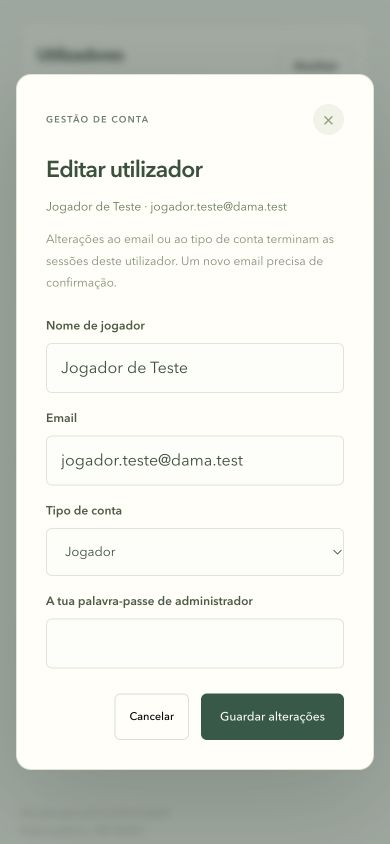 Utilizadores
GESTÃO DE CONTA
Editar utilizador
Jogador de Teste · jogador.teste@dama.test
Alterações ao email ou ao tipo de conta terminam as
sessões deste utilizador. Um novo email precisa de
confirmação.
Nome de jogador
Jogador de Teste
Email
jogador.teste@dama.test
Tipo de conta
Jogador
A tua palavra-passe de administrador
Cancelar
Guardar alterações